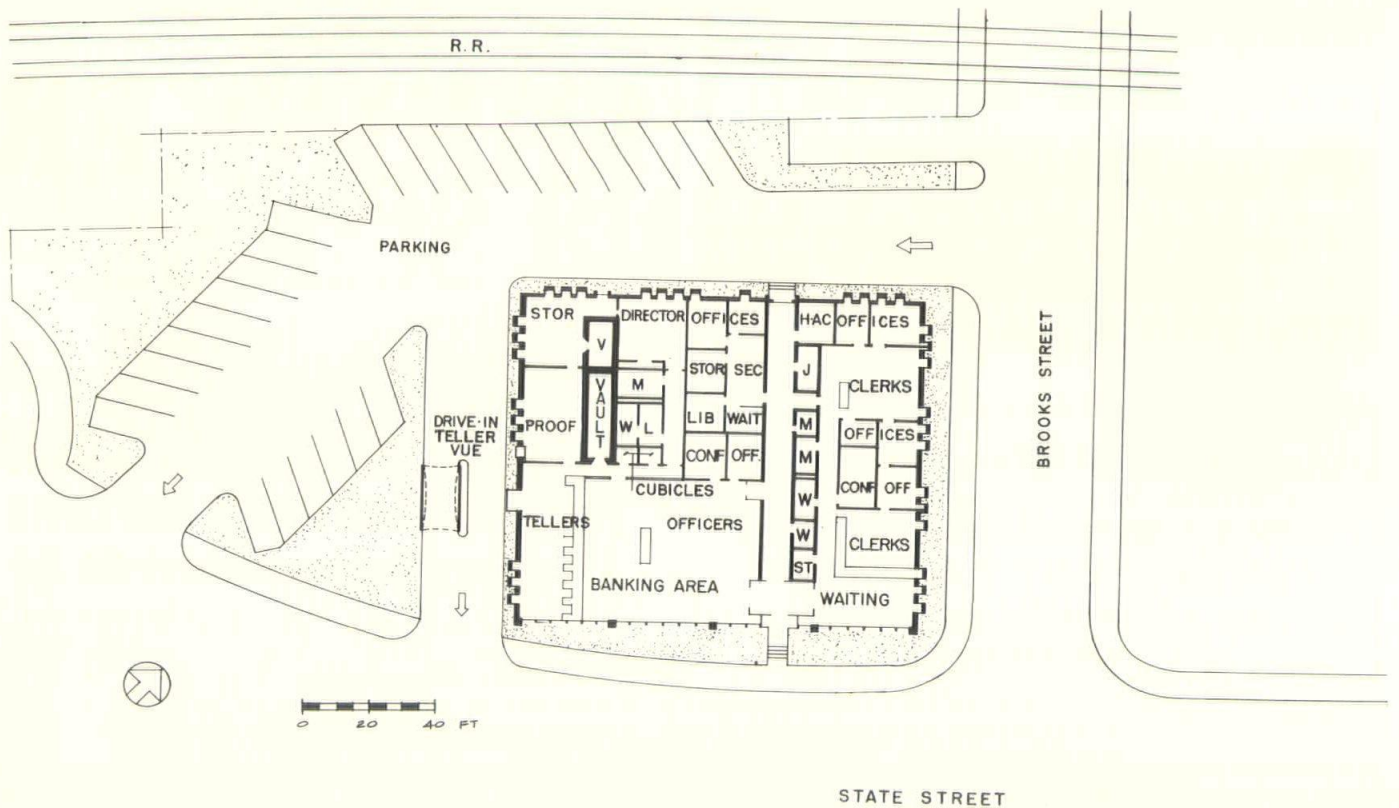 R.R.
PARKING
STOR
DIRECTOR
OFFICES
HAC
OFFICES
V
VAULT
M
STOR
SEC
J
CLERKS
DRIVE-IN
TELLER
VUE
PROOF
W
L
LIB
WAIT
M
M
OFFICES
CONF
OFF.
CONF
OFF
W
CUBICLES
TELLERS
OFFICERS
W
CLERKS
ST
BANKING AREA
WAITING
BROOKS STREET
0 20 40 FT
STATE STREET